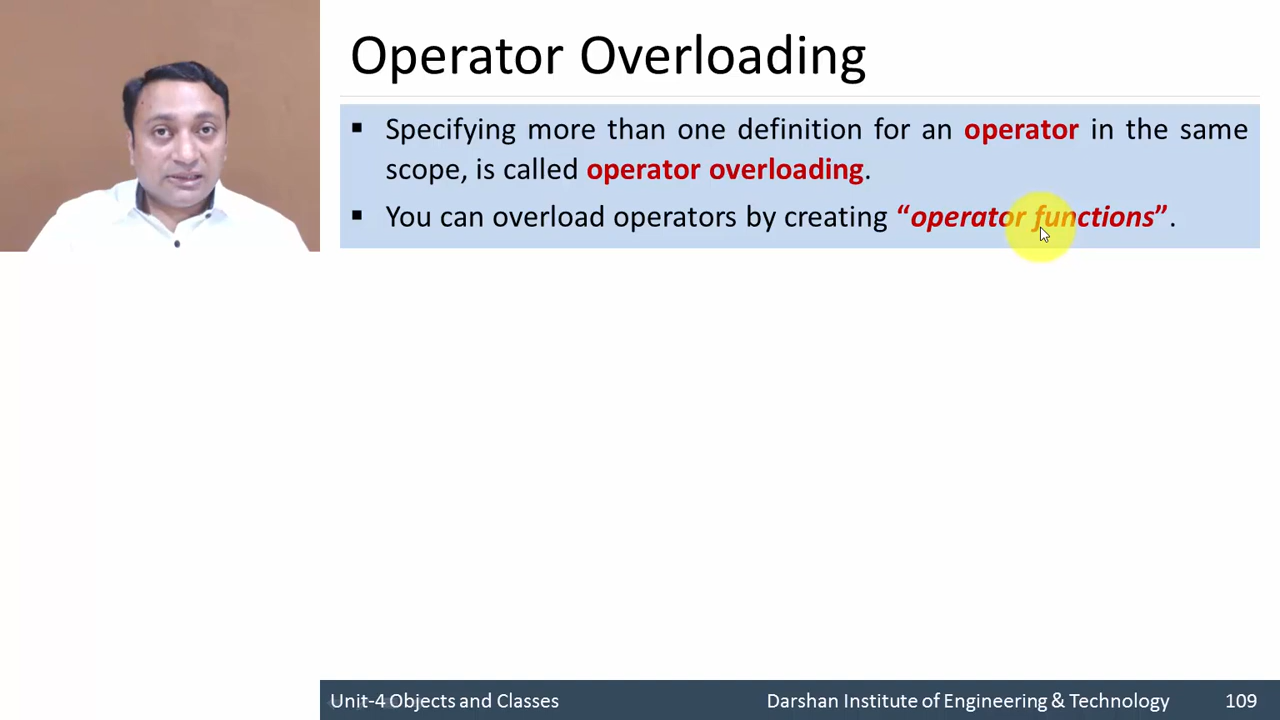 Operator Overloading
▪ Specifying more than one definition for an operator in the same
scope, is called operator overloading.
▪ You can overload operators by creating “operator functions”.
Unit-4 Objects and Classes
Darshan Institute of Engineering & Technology
109